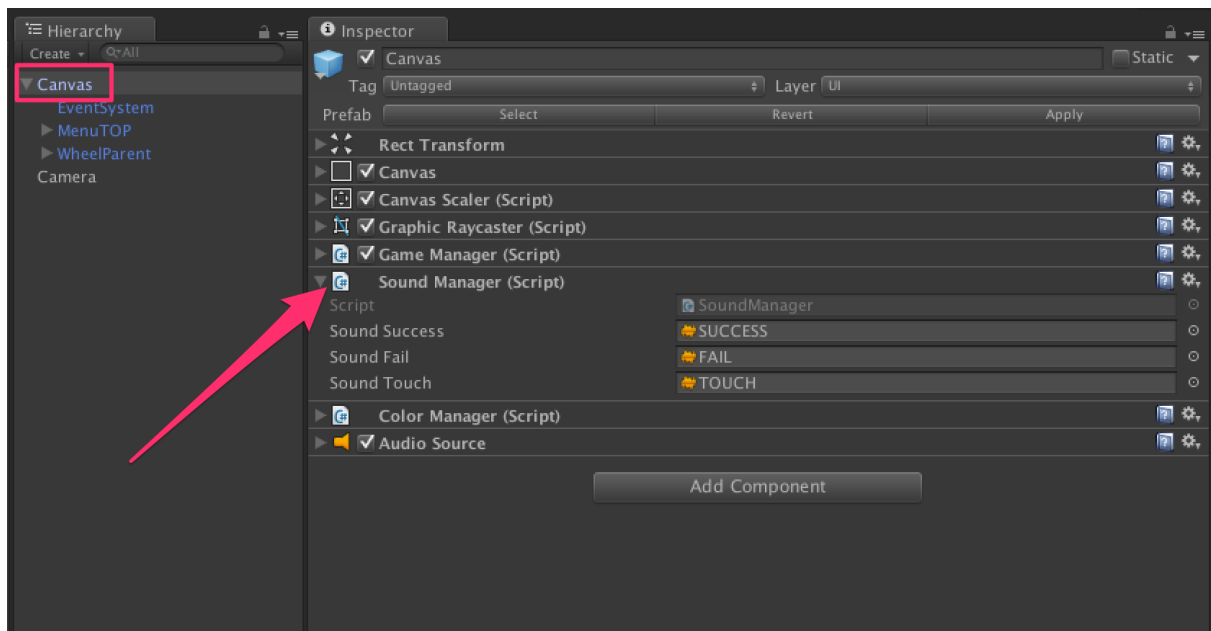 Hierarchy
Create
All
Canvas
EventSystem
MenuTOP
WheelParent
Camera
Inspector
Canvas
Static
Tag Untagged Layer UI
Prefab Select Revert Apply
Rect Transform
Canvas
Canvas Scaler (Script)
Graphic Raycaster (Script)
Game Manager (Script)
Sound Manager (Script)
Script SoundManager
Sound Success SUCCESS
Sound Fail FAIL
Sound Touch TOUCH
Color Manager (Script)
Audio Source
Add Component